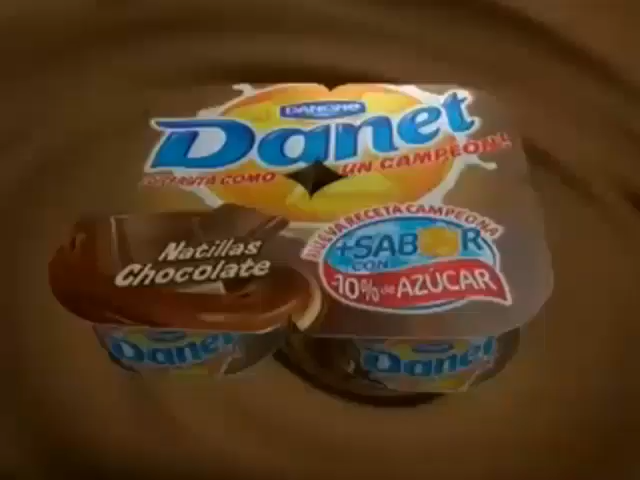 DANONE
Danet
DISFRUTA COMO UN CAMPEÓN!
Natillas
Chocolate
NUEVA RECETA CAMPEONA
+SABOR
CON
-10% de AZÚCAR
Danet
Danet